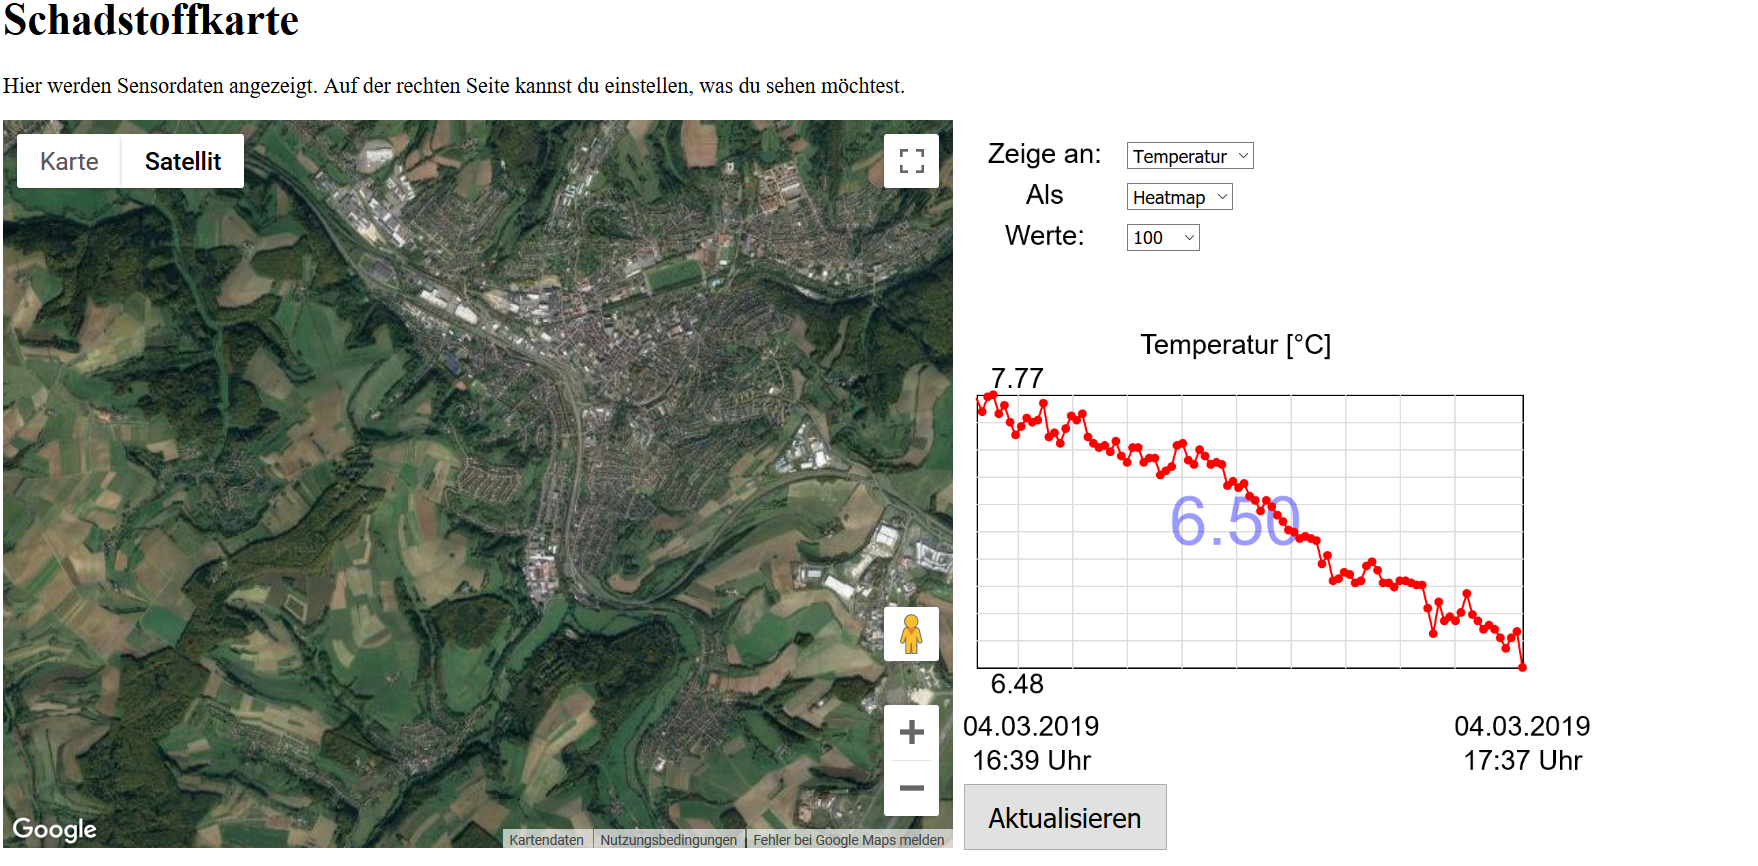 Schadstoffkarte
Hier werden Sensordaten angezeigt. Auf der rechten Seite kannst du einstellen, was du sehen möchtest.
Karte
Satellit
Google
Kartendaten
Nutzungsbedingungen
Fehler bei Google Maps melden
Zeige an:
Temperatur
Als
Heatmap
Werte:
100
Temperatur [°C]
7.77
6.50
6.48
04.03.2019
16:39 Uhr
04.03.2019
17:37 Uhr
Aktualisieren